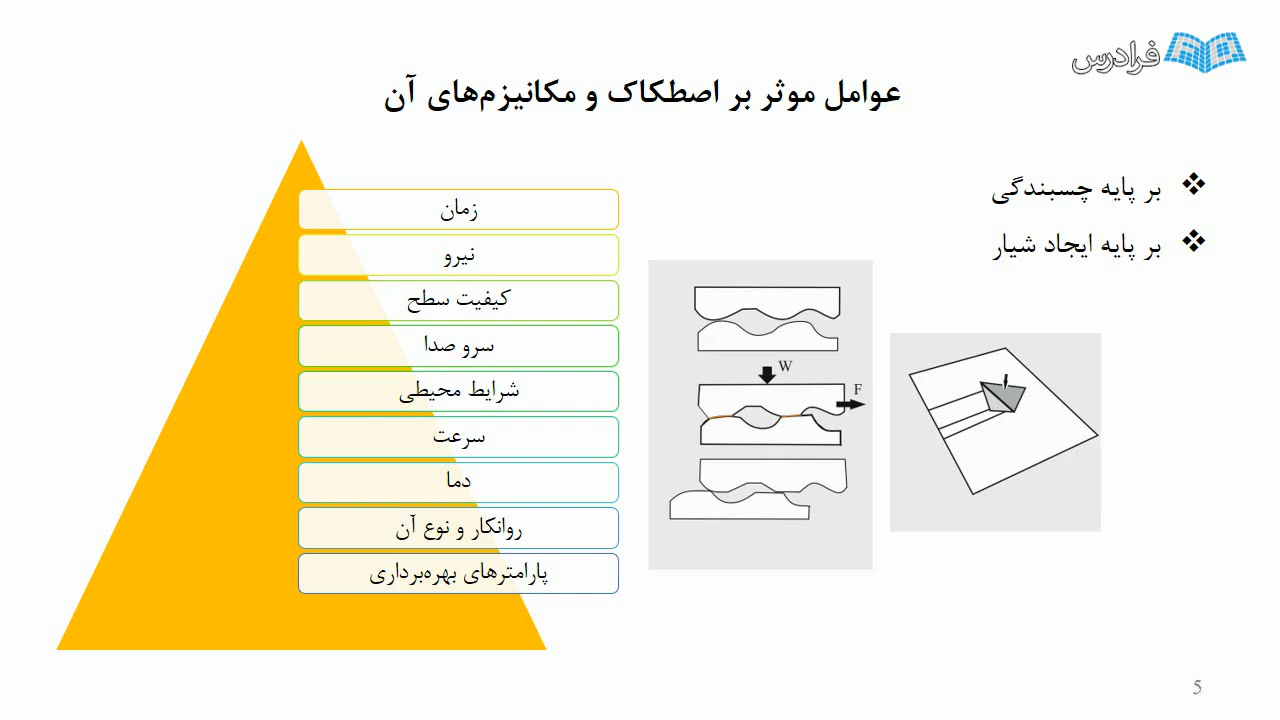 فرادرس
عوامل موثر بر اصطکاک و مکانیزم‌های آن
بر پایه چسبندگی
بر پایه ایجاد شیار
زمان
نیرو
کیفیت سطح
سرو صدا
شرایط محیطی
سرعت
دما
روانکار و نوع آن
پارامترهای بهره‌برداری
W
F
5